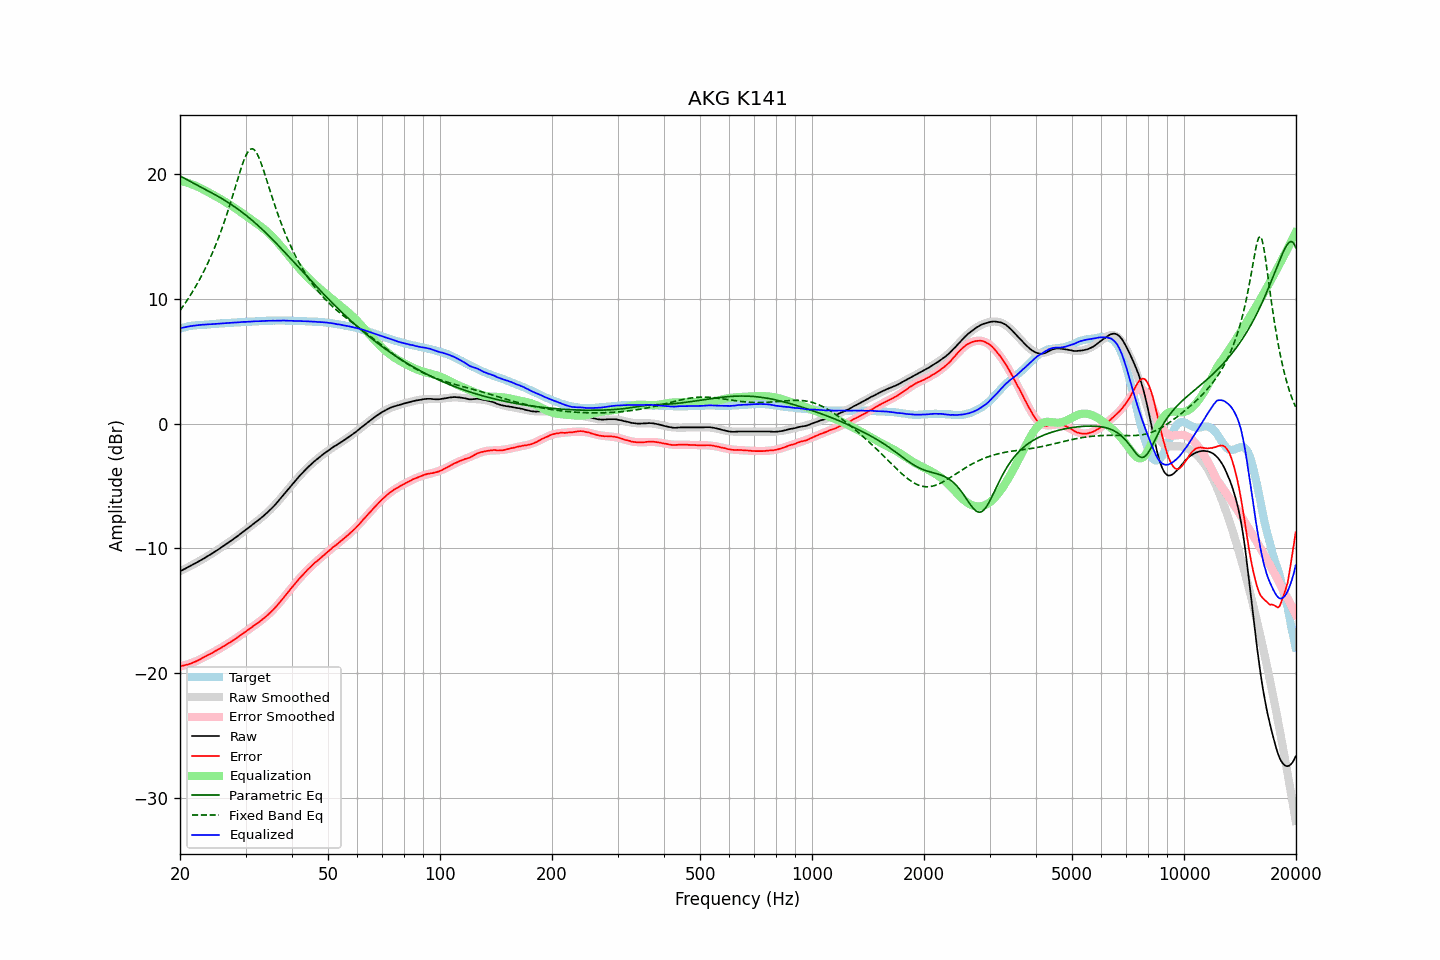 AKG K141
Amplitude (dBr)
20
10
0
−10
−20
−30
Target
Raw Smoothed
Error Smoothed
Raw
Error
Equalization
Parametric Eq
Fixed Band Eq
Equalized
20 50 100 200 500 1000 2000 5000 10000 20000
Frequency (Hz)